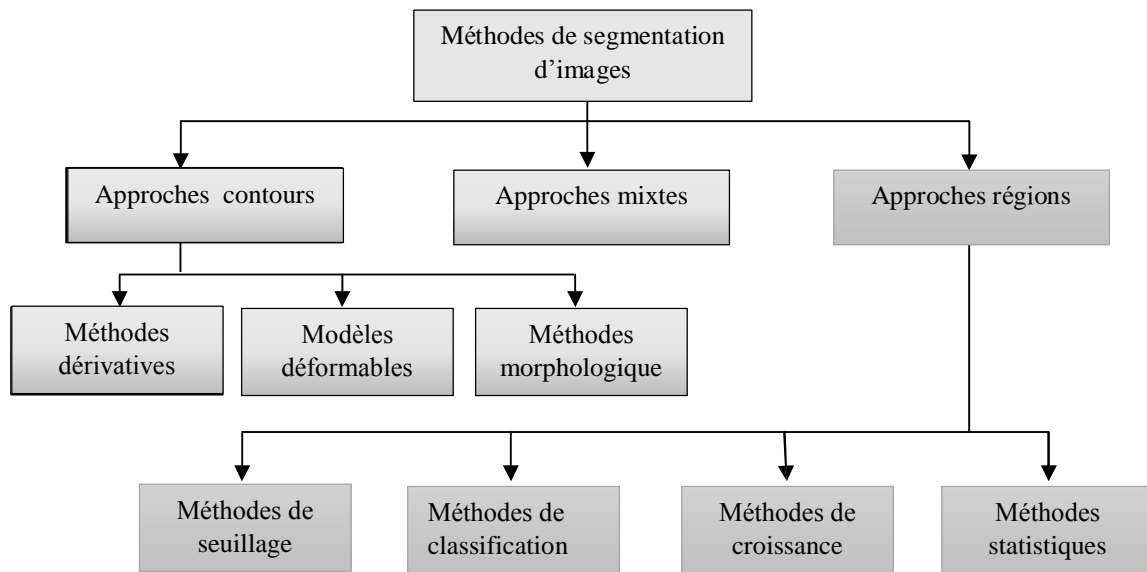 Méthodes de segmentation
d’images
Approches contours
Approches mixtes
Approches régions
Méthodes
dérivatives
Modèles
déformables
Méthodes
morphologique
Méthodes de
seuillage
Méthodes de
classification
Méthodes de
croissance
Méthodes
statistiques